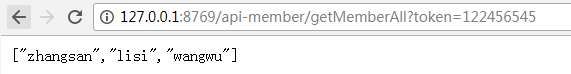 127.0.0.1:8769/api-member/getMemberAll?token=122456545
["zhangsan","lisi","wangwu"]